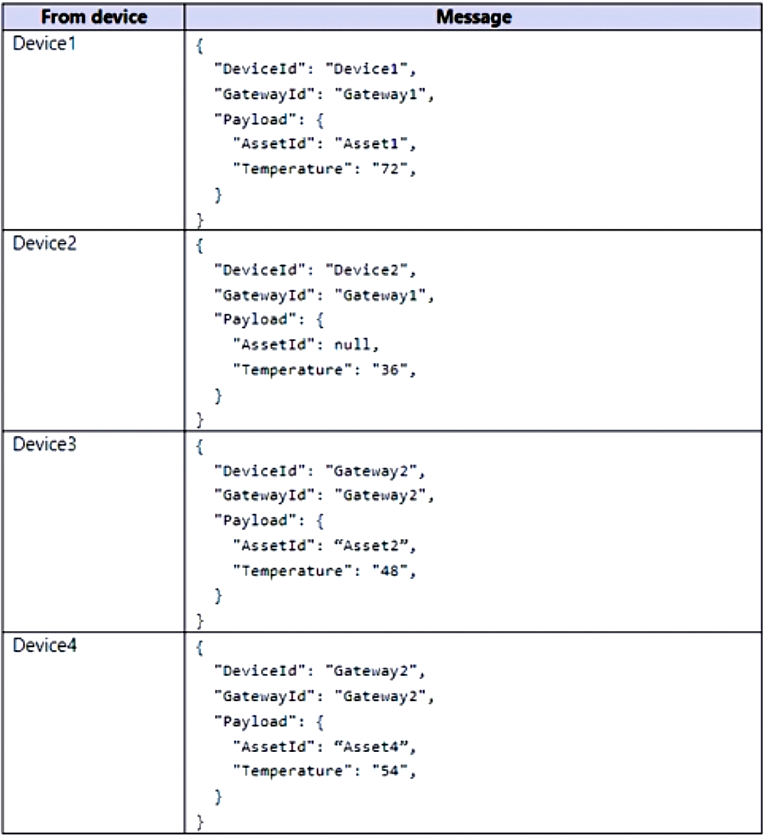 From device Message
Device1 {
"DeviceId": "Device1",
"GatewayId": "Gateway1",
"Payload": {
"AssetId": "Asset1",
"Temperature": "72",
}
}
Device2 {
"DeviceId": "Device2",
"GatewayId": "Gateway1",
"Payload": {
"AssetId": null,
"Temperature": "36",
}
}
Device3 {
"DeviceId": "Gateway2",
"GatewayId": "Gateway2",
"Payload": {
"AssetId": “Asset2”,
"Temperature": "48",
}
}
Device4 {
"DeviceId": "Gateway2",
"GatewayId": "Gateway2",
"Payload": {
"AssetId": “Asset4”,
"Temperature": "54",
}
}